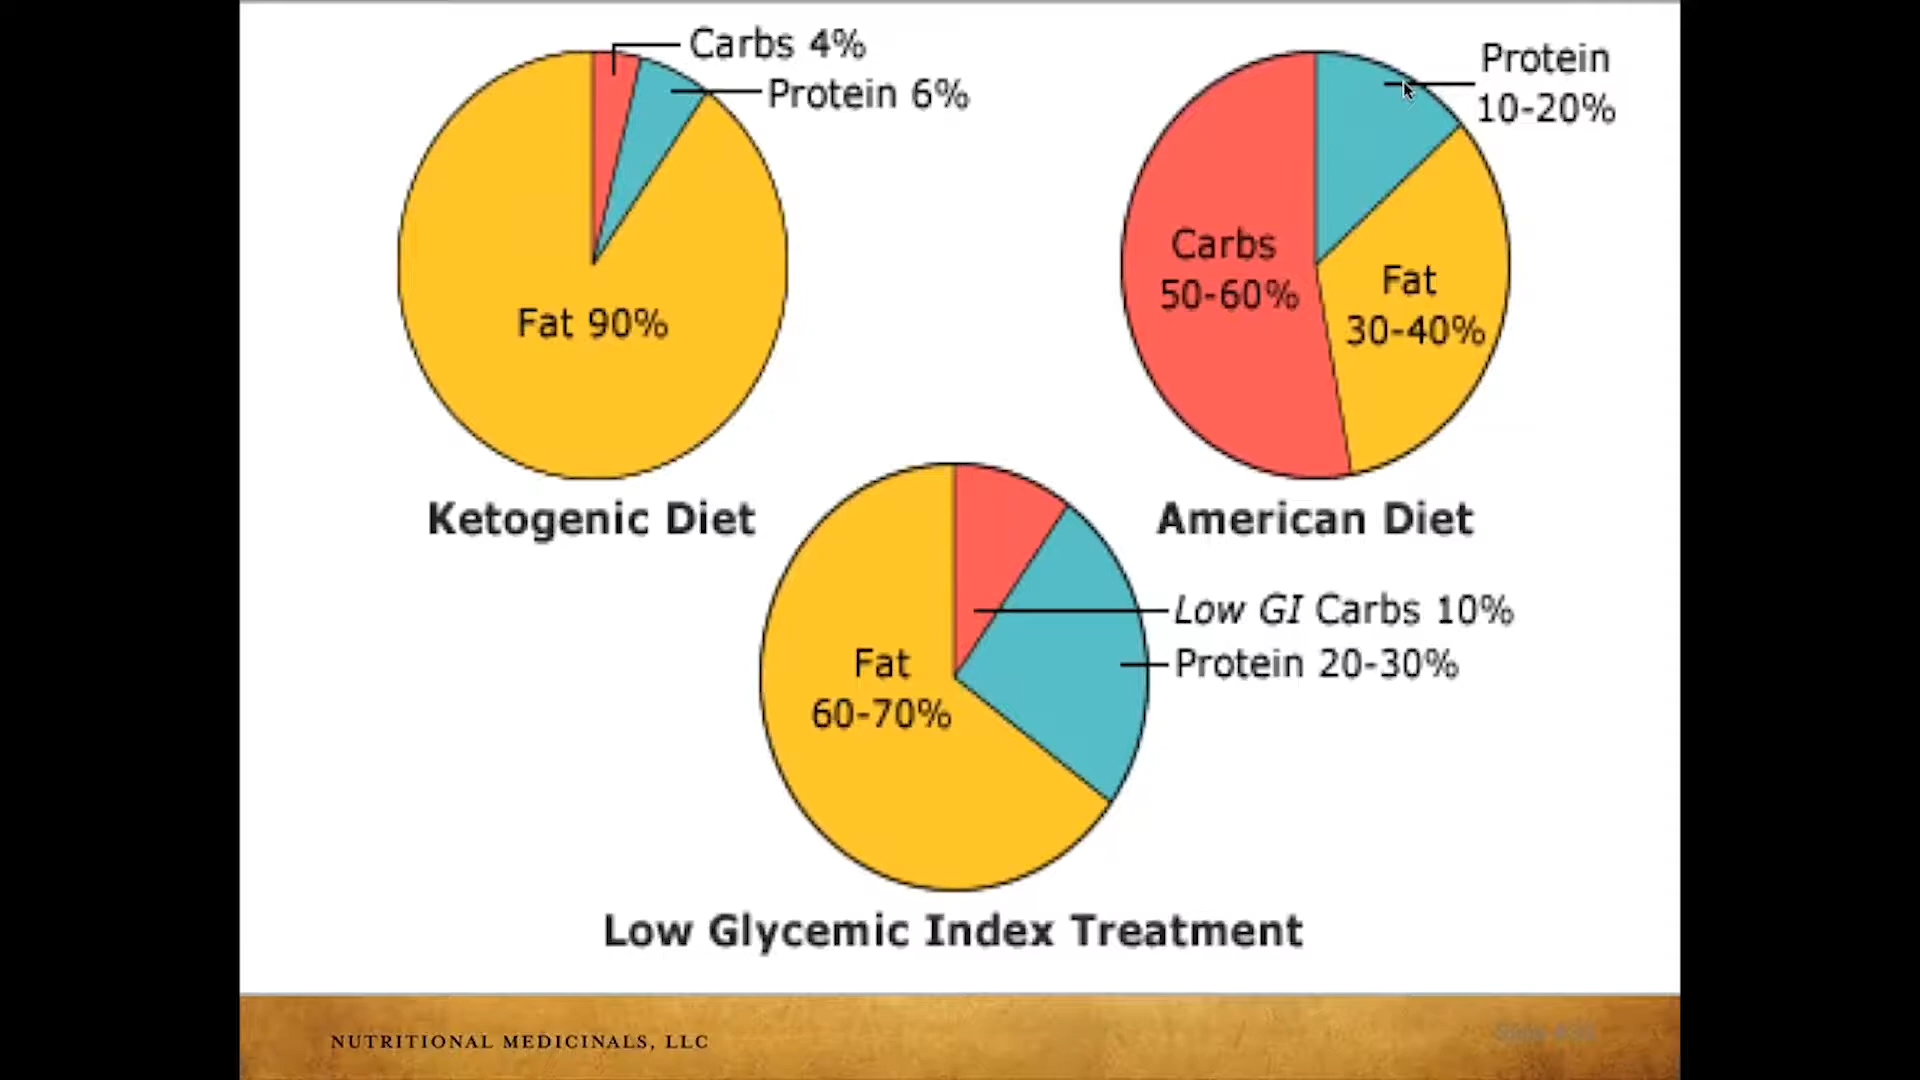 Carbs 4%
Protein 6%
Fat 90%
Ketogenic Diet
Protein
10-20%
Carbs
50-60%
Fat
30-40%
American Diet
Low GI Carbs 10%
Protein 20-30%
Fat
60-70%
Low Glycemic Index Treatment
NUTRITIONAL MEDICINALS, LLC